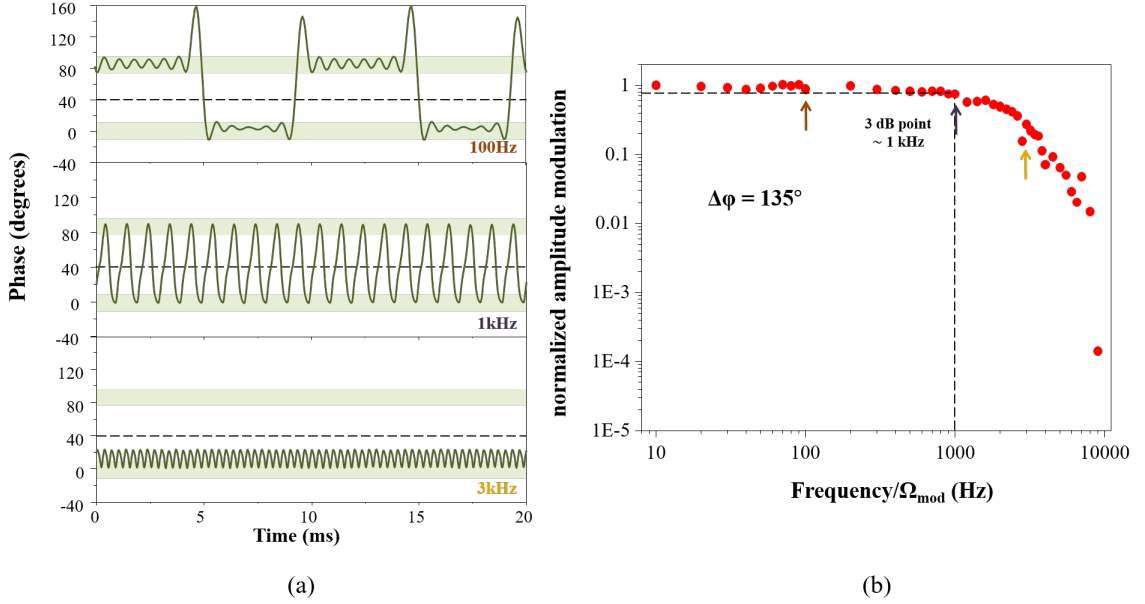 Phase (degrees)
160
120
80
40
0
-40
100Hz
120
80
40
0
-40
1kHz
120
80
40
0
-40
3kHz
0
5
10
15
20
Time (ms)
(a)
normalized amplitude modulation
1
0.1
0.01
1E-3
1E-4
1E-5
3 dB point
~ 1 kHz
Δφ = 135°
10
100
1000
10000
Frequency/Ωmod (Hz)
(b)